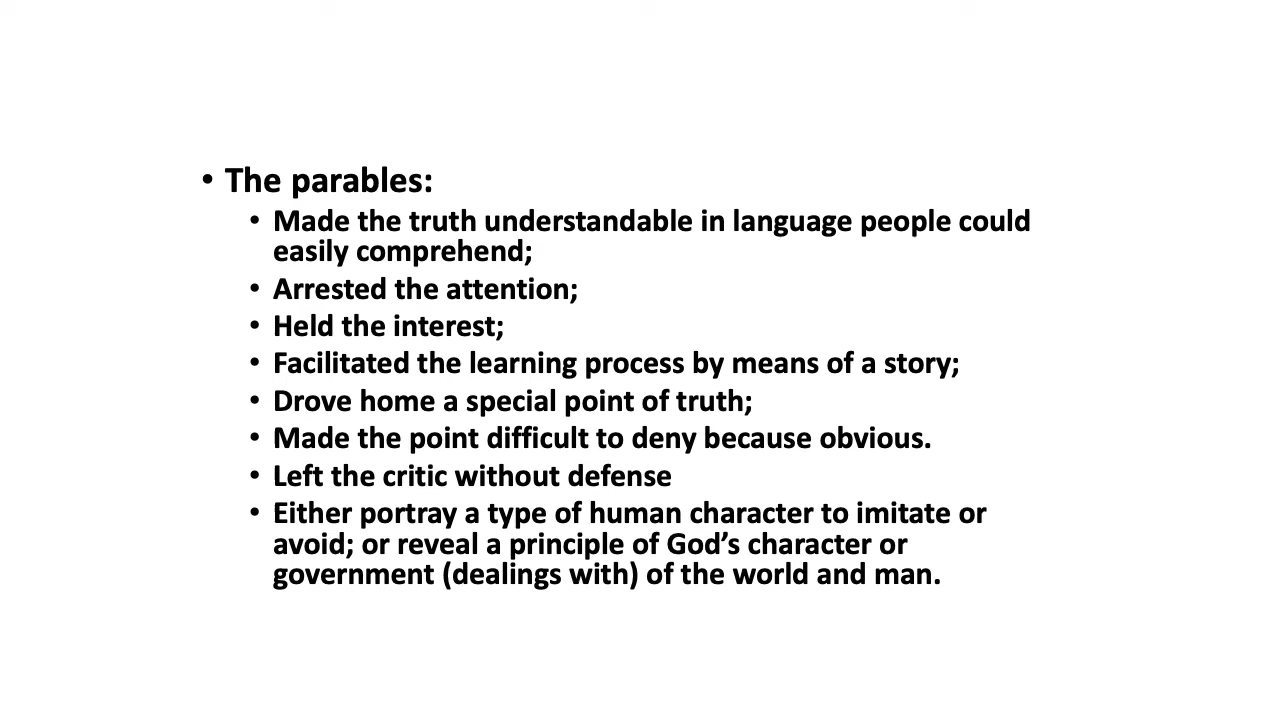 • The parables:
• Made the truth understandable in language people could
easily comprehend;
• Arrested the attention;
• Held the interest;
• Facilitated the learning process by means of a story;
• Drove home a special point of truth;
• Made the point difficult to deny because obvious.
• Left the critic without defense
• Either portray a type of human character to imitate or
avoid; or reveal a principle of God’s character or
government (dealings with) of the world and man.